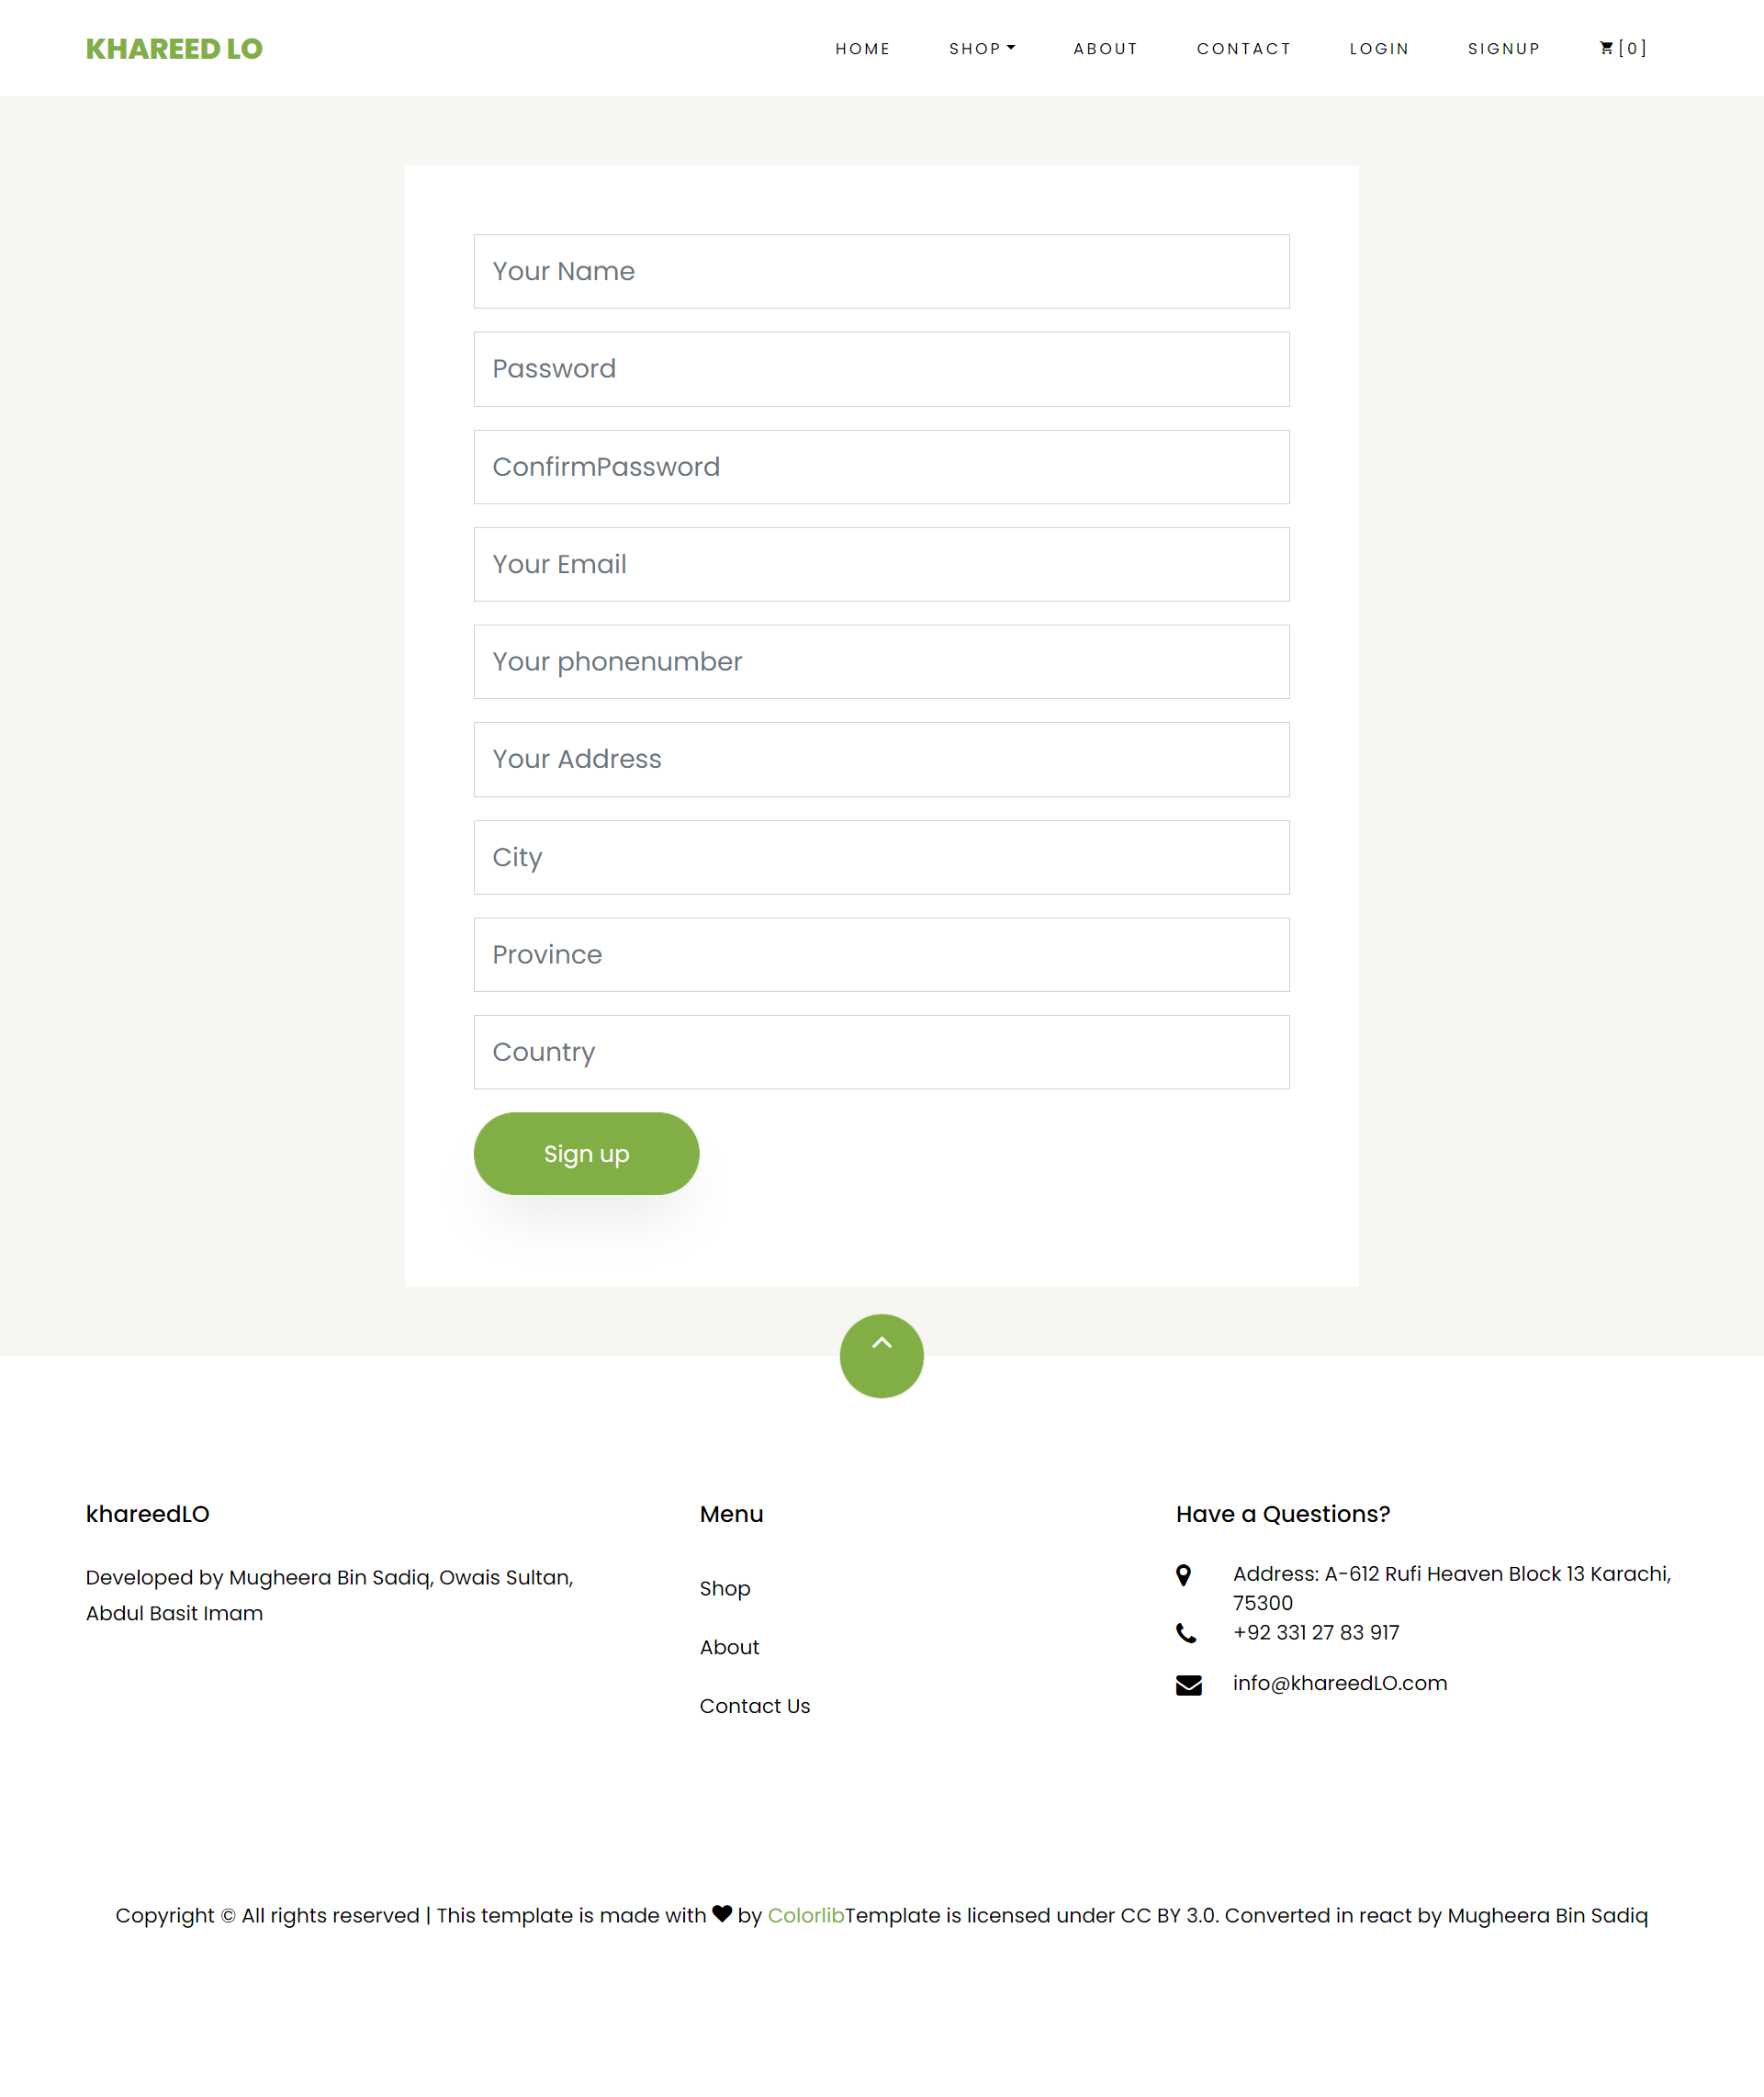 KHAREED LO
HOME SHOP ABOUT CONTACT LOGIN SIGNUP [0]
Your Name
Password
ConfirmPassword
Your Email
Your phonenumber
Your Address
City
Province
Country
Sign up
khareedLO
Developed by Mugheera Bin Sadiq, Owais Sultan,
Abdul Basit Imam
Menu
Shop
About
Contact Us
Have a Questions?
Address: A-612 Rufi Heaven Block 13 Karachi,
75300
+92 331 27 83 917
info@khareedLO.com
Copyright © All rights reserved | This template is made with ♥ by ColorlibTemplate is licensed under CC BY 3.0. Converted in react by Mugheera Bin Sadiq